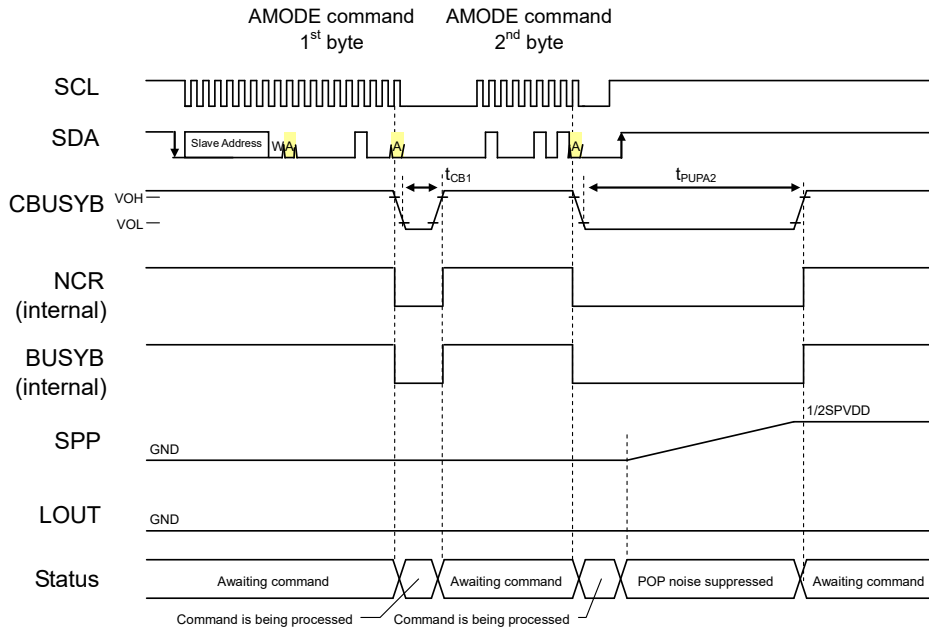 AMODE command
1st byte
AMODE command
2nd byte
SCL
SDA
Slave Address
W
A
A
A
tCB1
tPUPA2
CBUSYB
VOH
VOL
NCR
(internal)
BUSYB
(internal)
SPP
GND
1/2SPVDD
LOUT
GND
Status
Awaiting command
Awaiting command
POP noise suppressed
Awaiting command
Command is being processed
Command is being processed